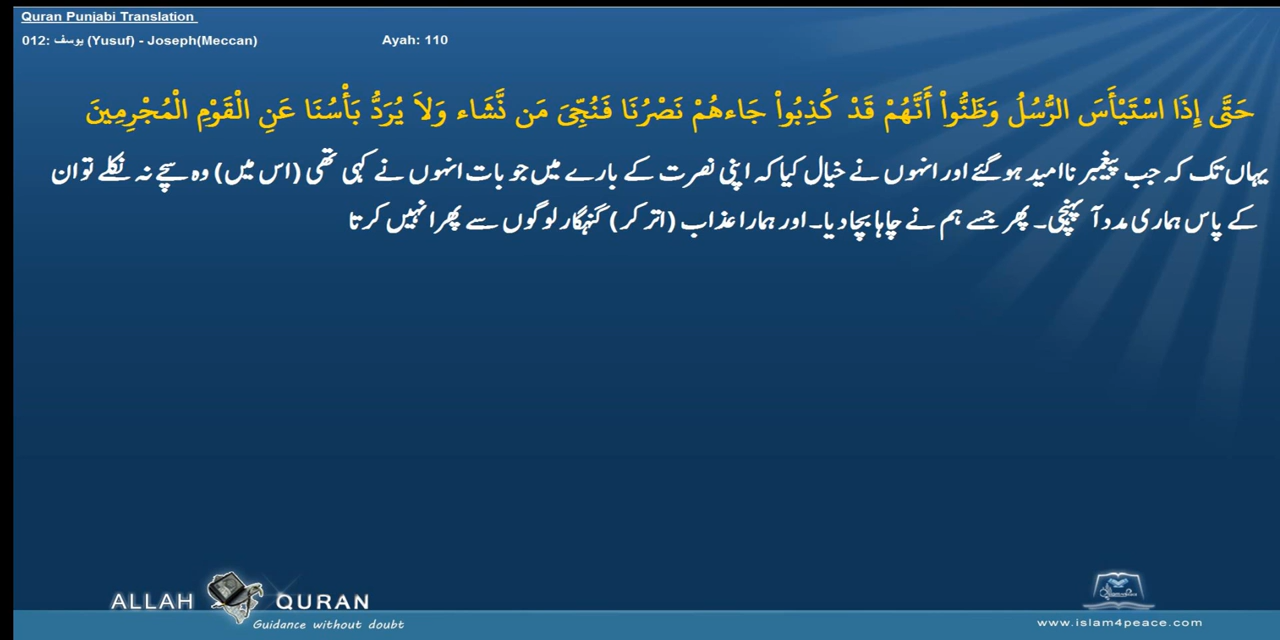 Quran Punjabi Translation
012: يوسف (Yusuf) - Joseph(Meccan) Ayah: 110
حَتَّى إِذَا اسْتَيْأَسَ الرُّسُلُ وَظَنُّواْ أَنَّهُمْ قَدْ كُذِبُواْ جَاءهُمْ نَصْرُنَا فَنُجِّيَ مَن نَّشَاء وَلاَ يُرَدُّ بَأْسُنَا عَنِ الْقَوْمِ الْمُجْرِمِينَ
یہاں تک کہ جب پیغمبر ناامید ہوگئے اور انہوں نے خیال کیا کہ اپنی نصرت کے بارے میں جو بات انہوں نے کہی تھی (اس میں) وہ سچے نہ نکلے تو ان
کے پاس ہماری مدد آ پہنچی۔ پھر جسے ہم نے چاہا بچا دیا۔ اور ہمارا عذاب (اتر کر) گنہگار لوگوں سے پھرا نہیں کرتا
ALLAH QURAN
Guidance without doubt
www.islam4peace.com